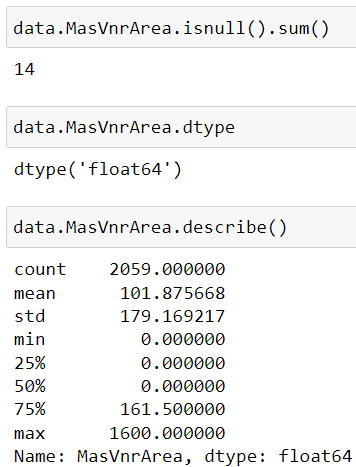 data.MasVnrArea.isnull().sum()
14
data.MasVnrArea.dtype
dtype('float64')
data.MasVnrArea.describe()
count    2059.000000
mean      101.875668
std       179.169217
min         0.000000
25%         0.000000
50%         0.000000
75%       161.500000
max      1600.000000
Name: MasVnrArea, dtype: float64